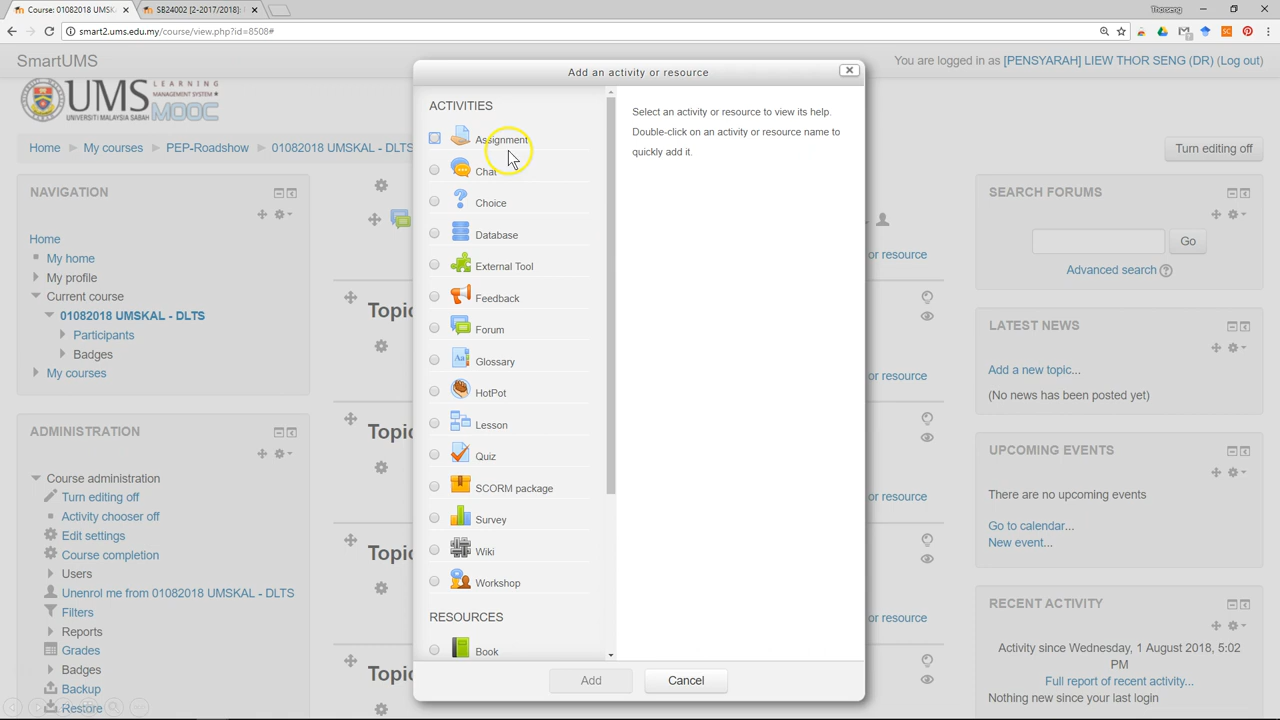 Course: 01082018 UMSK
SB24002 [2-2017/2018]:
Thorseng
smart2.ums.edu.my/course/view.php?id=8508#
SmartUMS
You are logged in as [PENSYARAH] LIEW THOR SENG (DR) (Log out)
UMS LEARNING MANAGEMENT SYSTEM MOOC
UNIVERSITI MALAYSIA SABAH
Home My courses PEP-Roadshow 01082018 UMSKAL - DLTS
Turn editing off
NAVIGATION
Home
My home
My profile
Current course
01082018 UMSKAL - DLTS
Participants
Badges
My courses
ADMINISTRATION
Course administration
Turn editing off
Activity chooser off
Edit settings
Course completion
Users
Unenrol me from 01082018 UMSKAL - DLTS
Filters
Reports
Grades
Badges
Backup
Restore
Topic
Topic
Topic
Topic
Add an activity or resource
ACTIVITIES
Assignment
Chat
Choice
Database
External Tool
Feedback
Forum
Glossary
HotPot
Lesson
Quiz
SCORM package
Survey
Wiki
Workshop
RESOURCES
Book
Select an activity or resource to view its help.
Double-click on an activity or resource name to
quickly add it.
Add
Cancel
or resource
or resource
or resource
or resource
SEARCH FORUMS
Go
Advanced search
LATEST NEWS
Add a new topic...
(No news has been posted yet)
UPCOMING EVENTS
There are no upcoming events
Go to calendar...
New event...
RECENT ACTIVITY
Activity since Wednesday, 1 August 2018, 5:02
PM
Full report of recent activity...
Nothing new since your last login